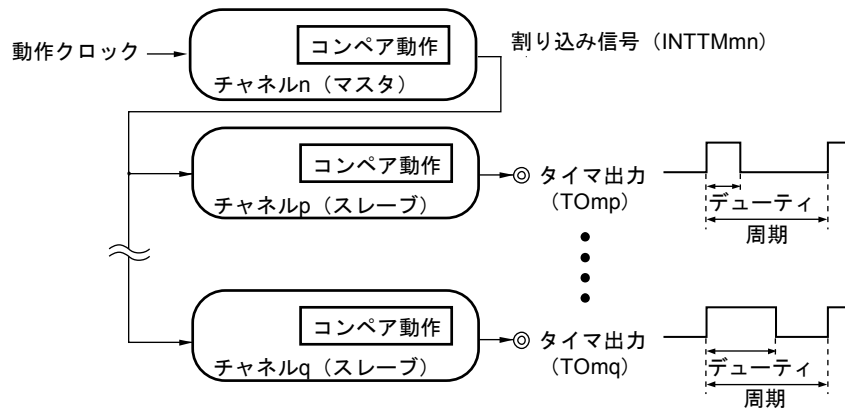 動作クロック
コンペア動作
チャネルn（マスタ）
割り込み信号（INTTMmn）
コンペア動作
チャネルp（スレーブ）
タイマ出力
（TOmp）
デューティ
周期
コンペア動作
チャネルq（スレーブ）
タイマ出力
（TOmq）
デューティ
周期